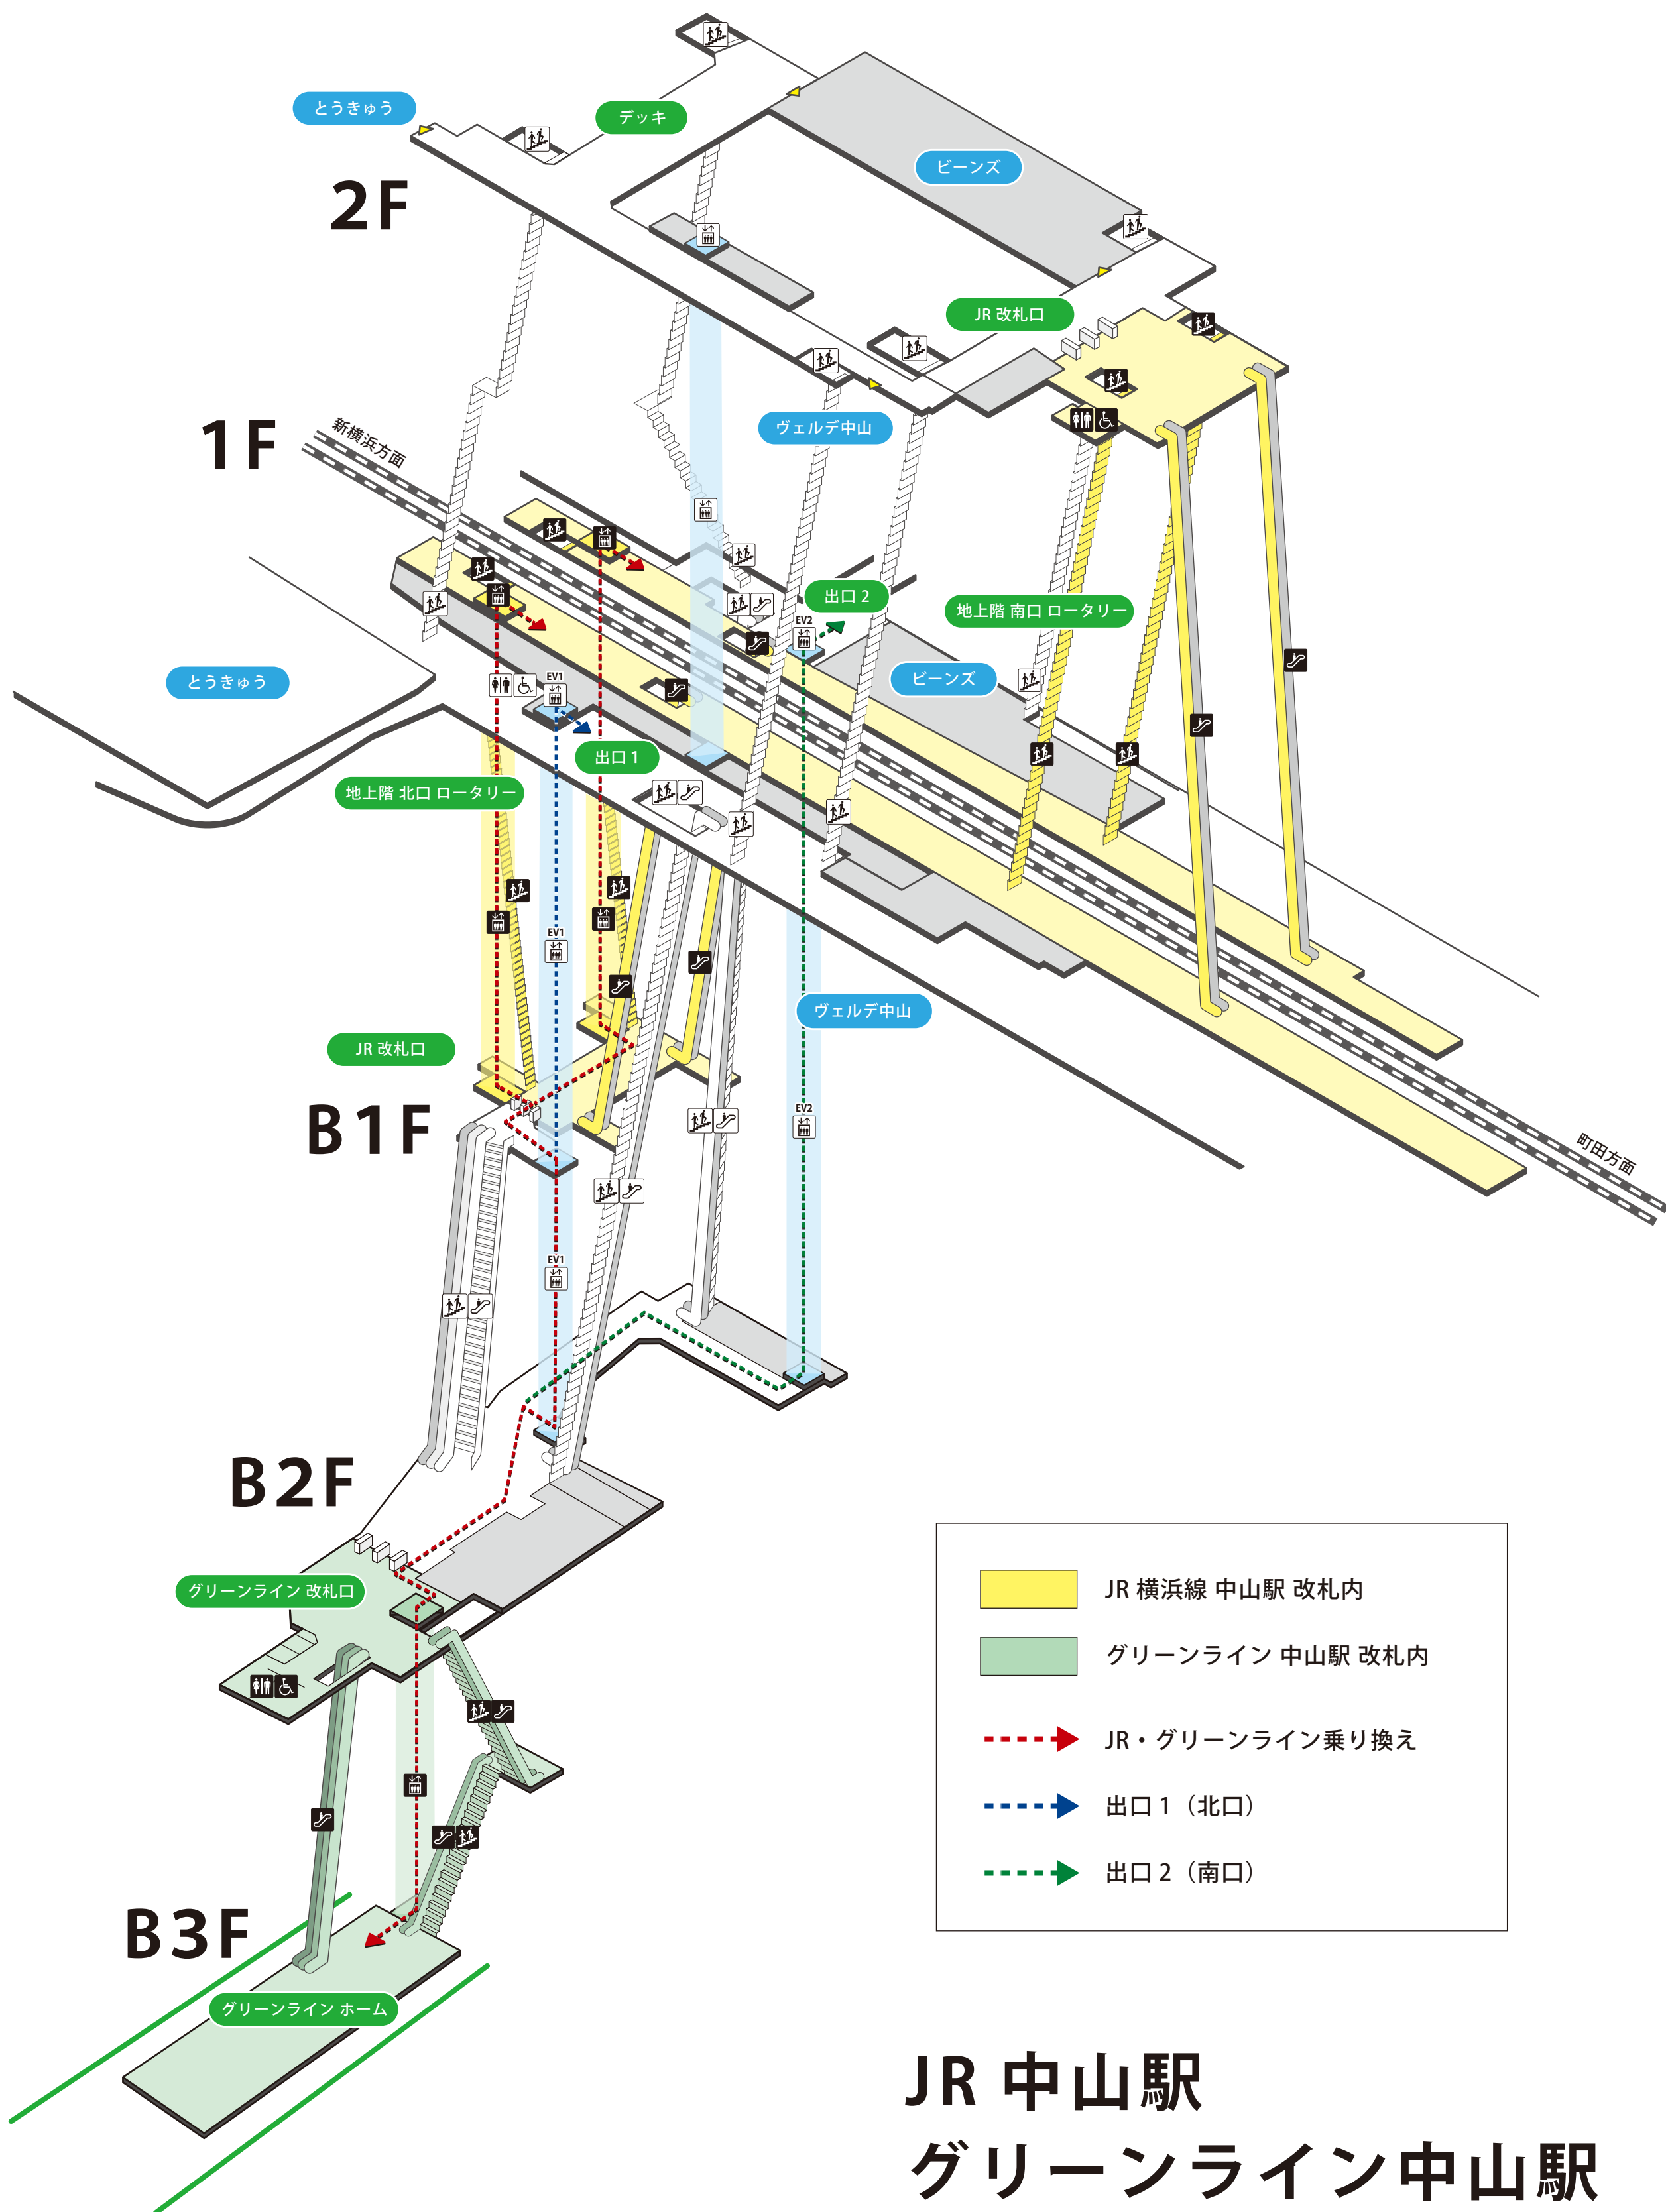 とうきゅう
デッキ
ビーンズ
2F
JR 改札口
ヴェルデ中山
1F
新横浜方面
出口 2
EV2
地上階 南口 ロータリー
とうきゅう
EV1
ビーンズ
出口 1
地上階 北口 ロータリー
EV1
ヴェルデ中山
JR 改札口
B1F
EV2
町田方面
EV1
B2F
グリーンライン 改札口
JR 横浜線 中山駅 改札内
グリーンライン 中山駅 改札内
JR・グリーンライン乗り換え
出口 1（北口）
出口 2（南口）
B3F
グリーンライン ホーム
JR 中山駅
グリーンライン中山駅